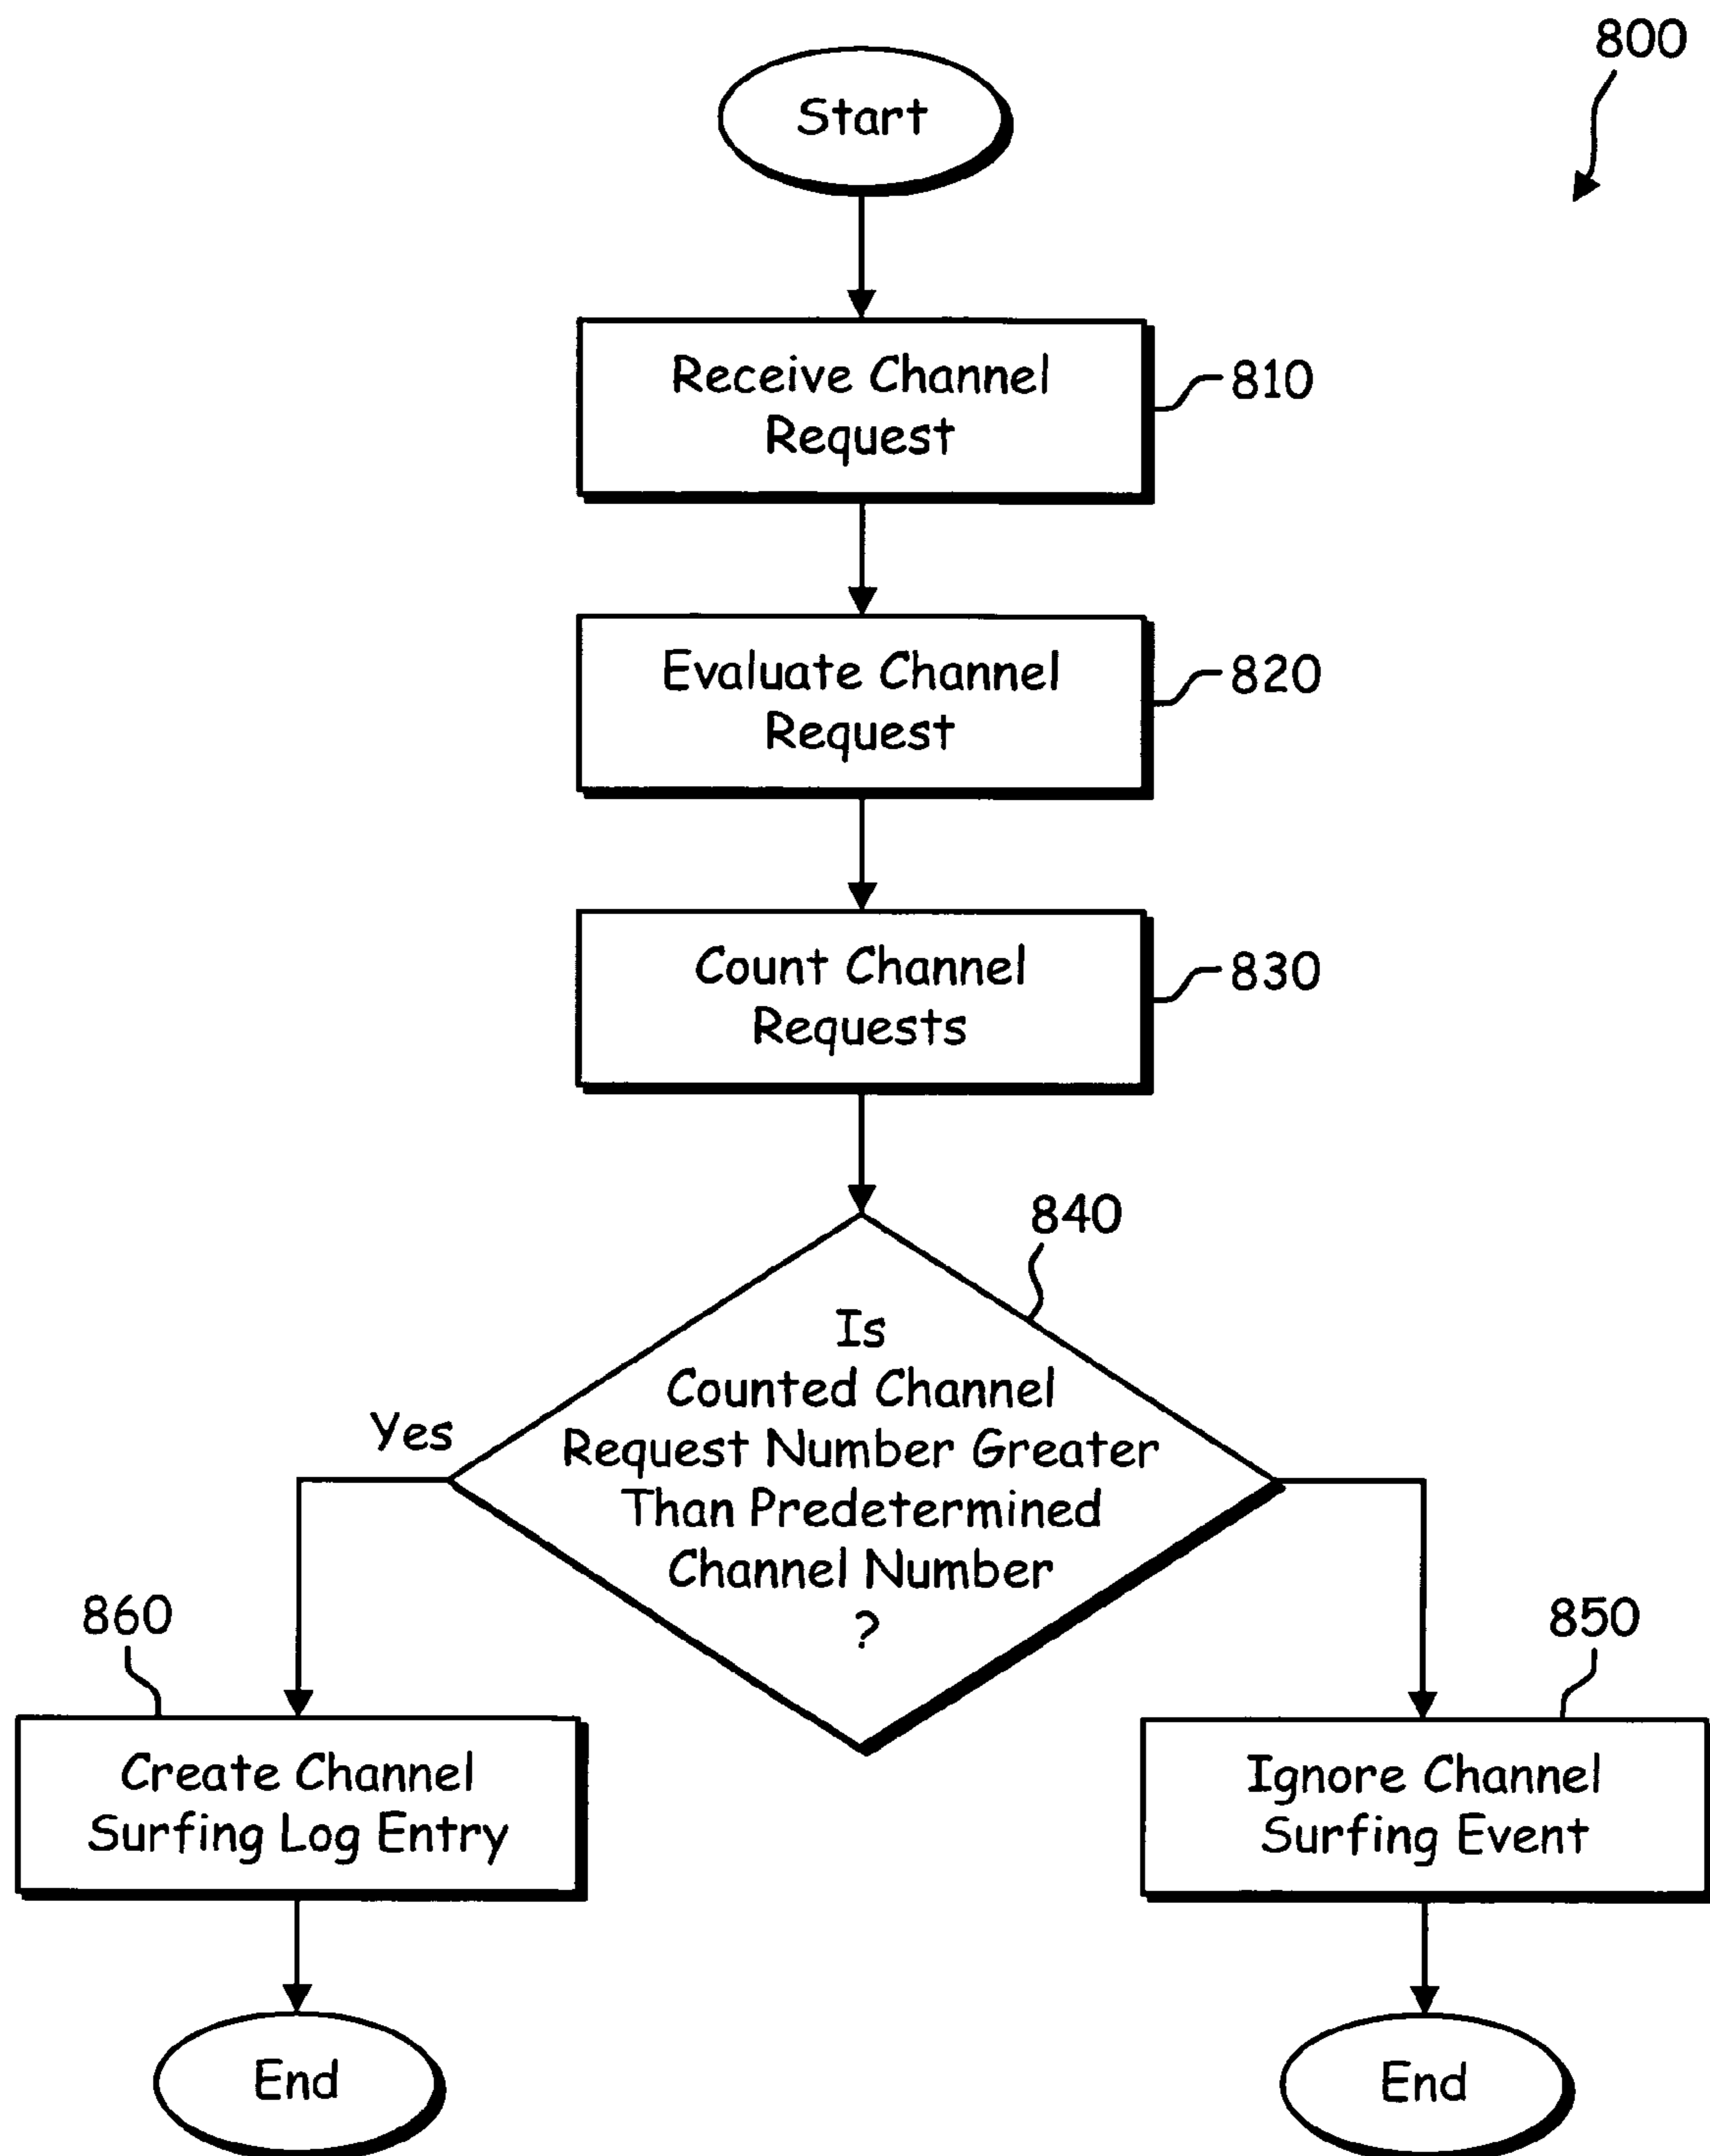 800
Start
Receive Channel
Request
810
Evaluate Channel
Request
820
Count Channel
Requests
830
840
Is
Counted Channel
Request Number Greater
Than Predetermined
Channel Number
?
Yes
860
Create Channel
Surfing Log Entry
850
Ignore Channel
Surfing Event
End
End